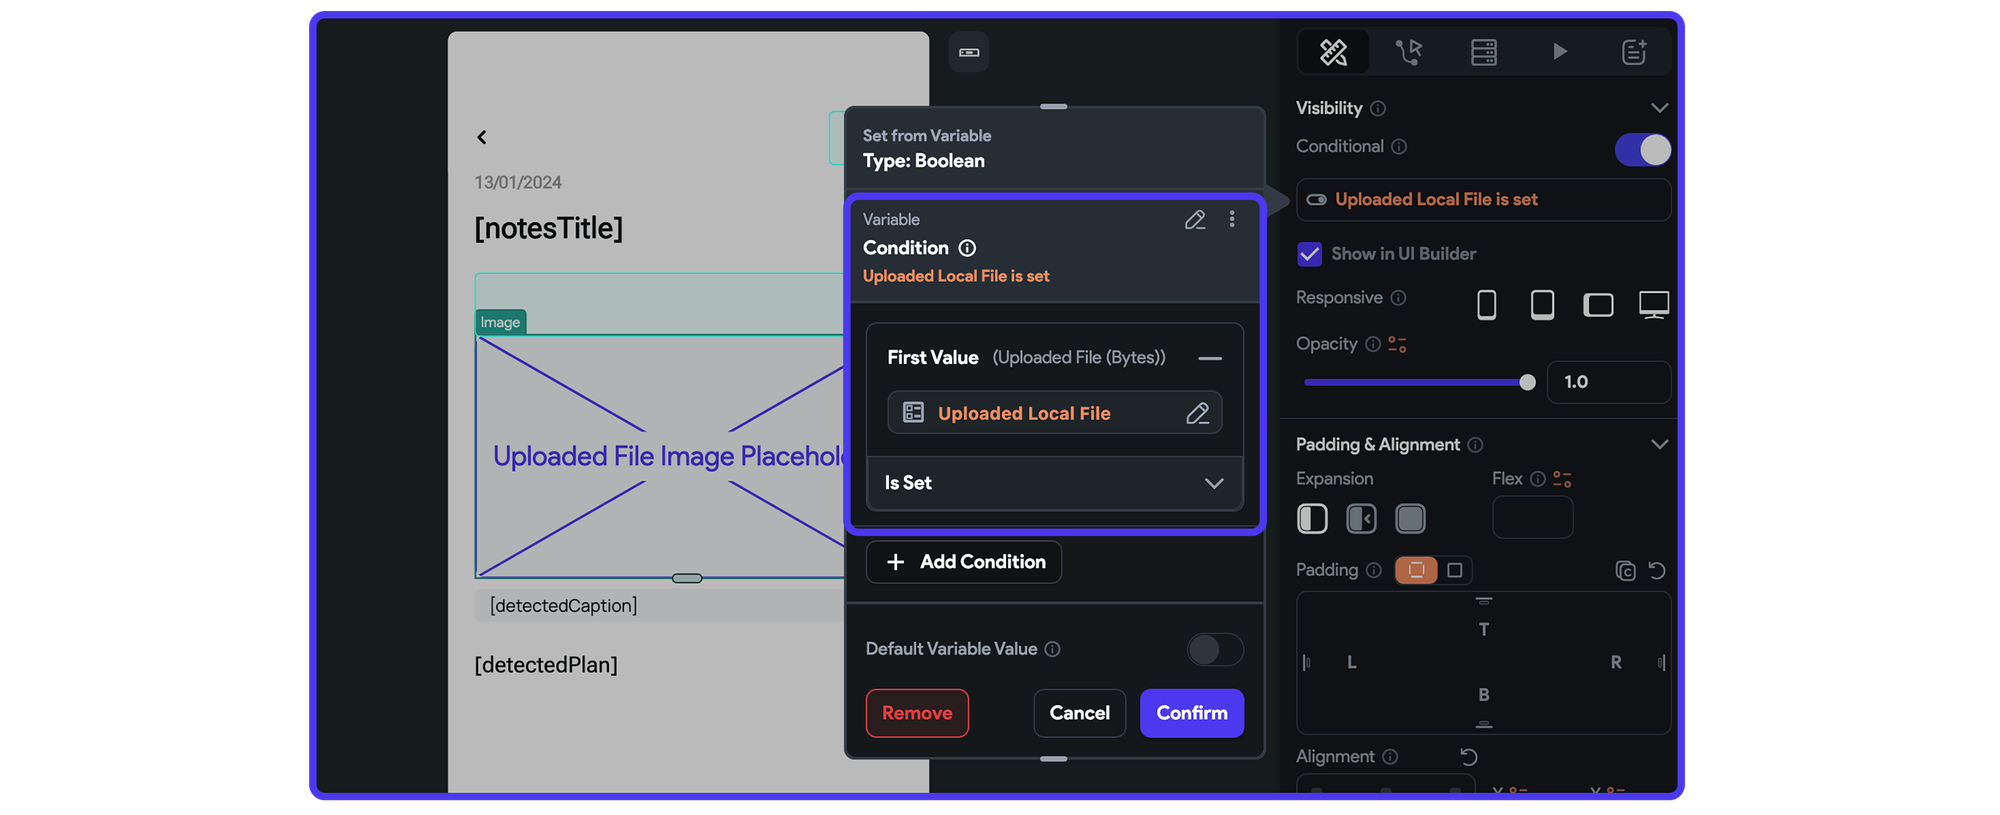 13/01/2024
[notesTitle]
Image
Uploaded File Image Placehol
[detectedCaption]
[detectedPlan]
Set from Variable
Type: Boolean
Variable
Condition
Uploaded Local File is set
First Value (Uploaded File (Bytes))
Uploaded Local File
Is Set
+ Add Condition
Default Variable Value
Remove
Cancel
Confirm
Visibility
Conditional
Uploaded Local File is set
Show in UI Builder
Responsive
Opacity
1.0
Padding & Alignment
Expansion
Flex
Padding
T
L
R
B
Alignment